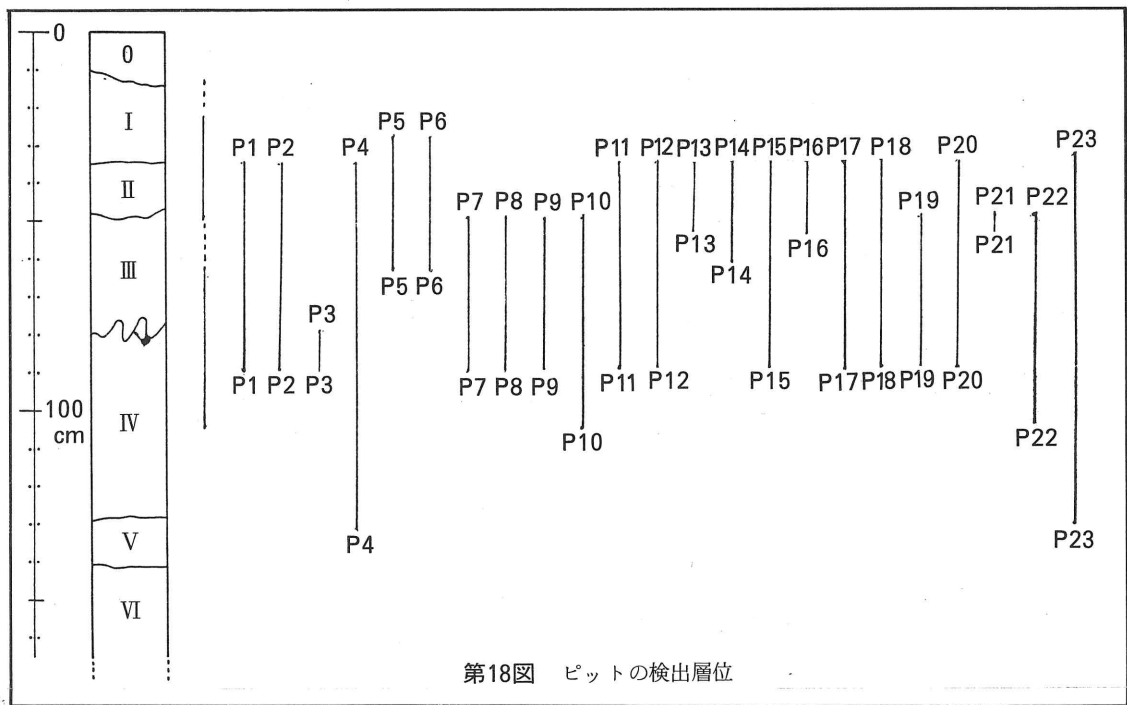 0
0
I
P5 P6
P1 P2 P4 P11 P12 P13 P14 P15 P16 P17 P18 P20 P23
II
P7 P8 P9 P10 P19 P21 P22
P13 P16 P21
III
P14
P5 P6
P3
P1 P2 P3 P7 P8 P9 P11 P12 P15 P17 P18 P19 P20
100
cm
IV
P10 P22
V
P4 P23
VI
第18図 ピットの検出層位